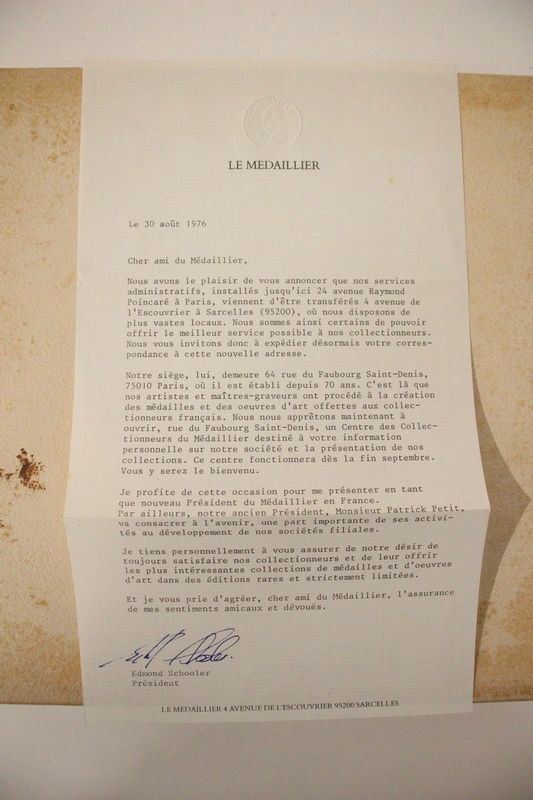 LE MEDAILLIER
Le 30 août 1976
Cher ami du Médaillier,
Nous avons le plaisir de vous annoncer que nos services
administratifs, installés jusqu'ici 24 avenue Raymond
Poincaré à Paris, viennent d'être transférés 4 avenue de
l'Escouvrier à Sarcelles (95200), où nous disposons de
plus vastes locaux. Nous sommes ainsi certains de pouvoir
offrir le meilleur service possible à nos collectionneurs.
Nous vous invitons donc à expédier désormais votre corres-
pondance à cette nouvelle adresse.
Notre siège, lui, demeure 64 rue du Faubourg Saint-Denis,
75010 Paris, où il est établi depuis 70 ans. C'est là que
nos artistes et maîtres-graveurs ont procédé à la création
des médailles et des oeuvres d'art offertes aux collec-
tionneurs français. Nous nous apprêtons maintenant à
ouvrir, rue du Faubourg Saint-Denis, un Centre des Collec-
tionneurs du Médaillier destiné à votre information
personnelle sur notre société et la présentation de nos
collections. Ce centre fonctionnera dès la fin septembre.
Vous y serez le bienvenu.
Je profite de cette occasion pour me présenter en tant
que nouveau Président du Médaillier en France.
Par ailleurs, notre ancien Président, Monsieur Patrick Petit,
va consacrer à l'avenir, une part importante de ses activi-
tés au développement de nos sociétés filiales.
Je tiens personnellement à vous assurer de notre désir de
toujours satisfaire nos collectionneurs et de leur offrir
les plus intéressantes collections de médailles et d'oeuvres
d'art dans des éditions rares et strictement limitées.
Et je vous prie d'agréer, cher ami du Médaillier, l'assurance
de mes sentiments amicaux et dévoués.
Edmond Schooler
Président
LE MEDAILLIER 4 AVENUE DE L'ESCOUVRIER 95200 SARCELLES